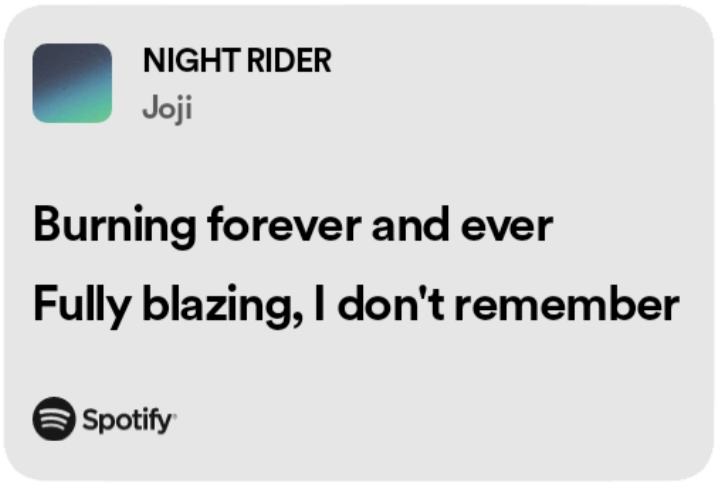 NIGHT RIDER
Joji
Burning forever and ever
Fully blazing, I don't remember
Spotify